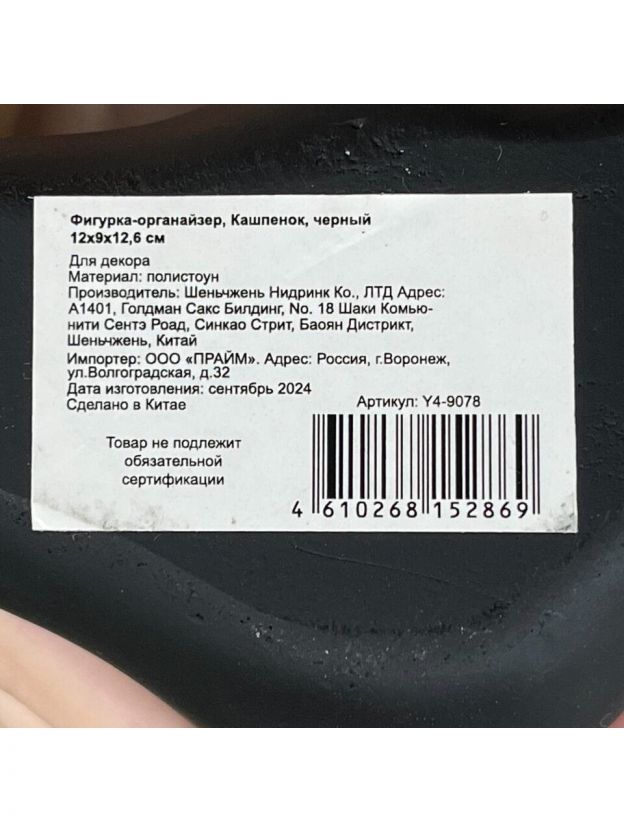 Фигурка-органайзер, Кашпенок, черный
12x9x12,6 см
Для декора
Материал: полистоун
Производитель: Шеньчжень Нидринк Ко., ЛТД Адрес:
А1401, Голдман Сакс Билдинг, No. 18 Шаки Комью-
нити Сентэ Роад, Синкао Стрит, Баоян Дистрикт,
Шеньчжень, Китай
Импортер: ООО «ПРАЙМ». Адрес: Россия, г.Воронеж,
ул.Волгоградская, д.32
Дата изготовления: сентябрь 2024
Сделано в Китае
Артикул: Y4-9078
Товар не подлежит
обязательной
сертификации
4 610268 152869